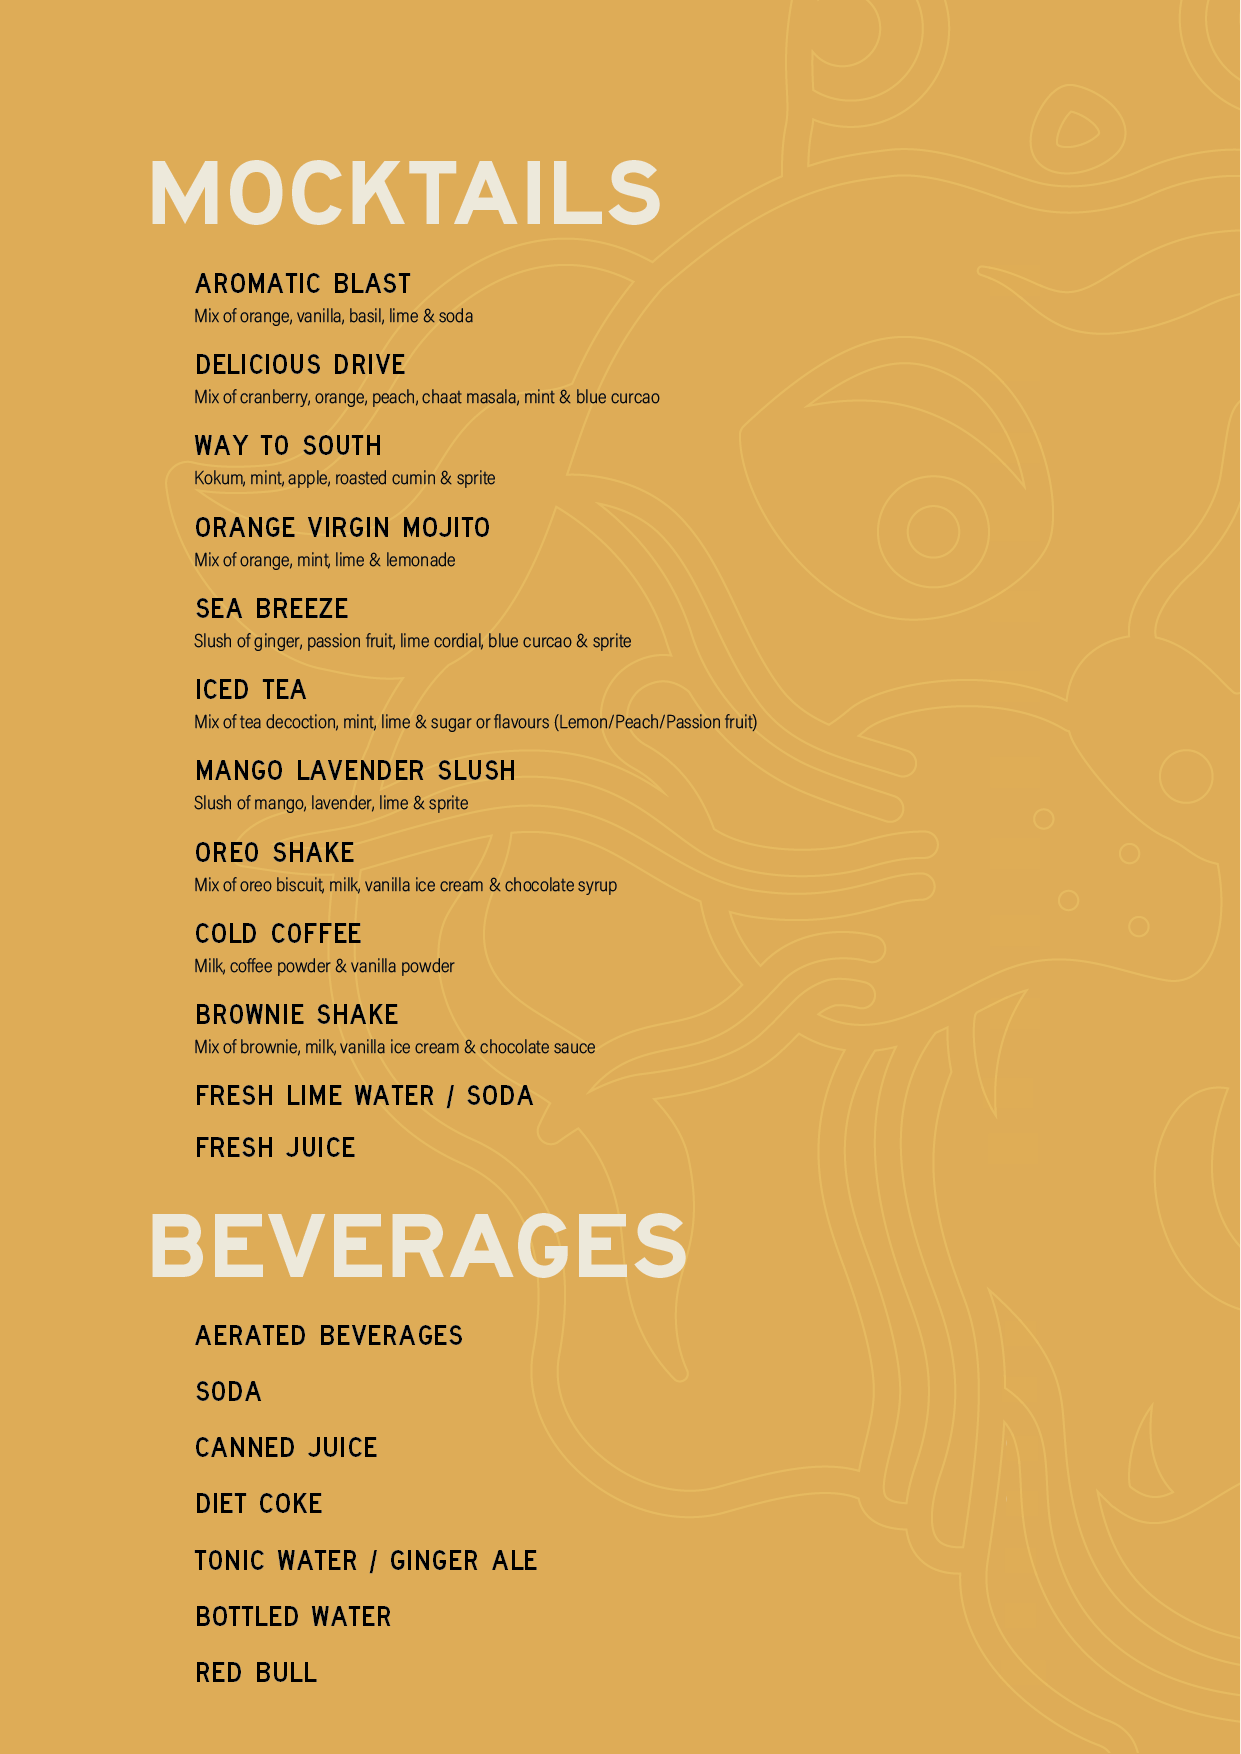 MOCKTAILS
AROMATIC BLAST
Mix of orange, vanilla, basil, lime & soda
DELICIOUS DRIVE
Mix of cranberry, orange, peach, chaat masala, mint & blue curcao
WAY TO SOUTH
Kokum, mint, apple, roasted cumin & sprite
ORANGE VIRGIN MOJITO
Mix of orange, mint, lime & lemonade
SEA BREEZE
Slush of ginger, passion fruit, lime cordial, blue curcao & sprite
ICED TEA
Mix of tea decoction, mint, lime & sugar or flavours (Lemon/Peach/Passion fruit)
MANGO LAVENDER SLUSH
Slush of mango, lavender, lime & sprite
OREO SHAKE
Mix of oreo biscuit, milk, vanilla ice cream & chocolate syrup
COLD COFFEE
Milk, coffee powder & vanilla powder
BROWNIE SHAKE
Mix of brownie, milk, vanilla ice cream & chocolate sauce
FRESH LIME WATER / SODA
FRESH JUICE
BEVERAGES
AERATED BEVERAGES
SODA
CANNED JUICE
DIET COKE
TONIC WATER / GINGER ALE
BOTTLED WATER
RED BULL